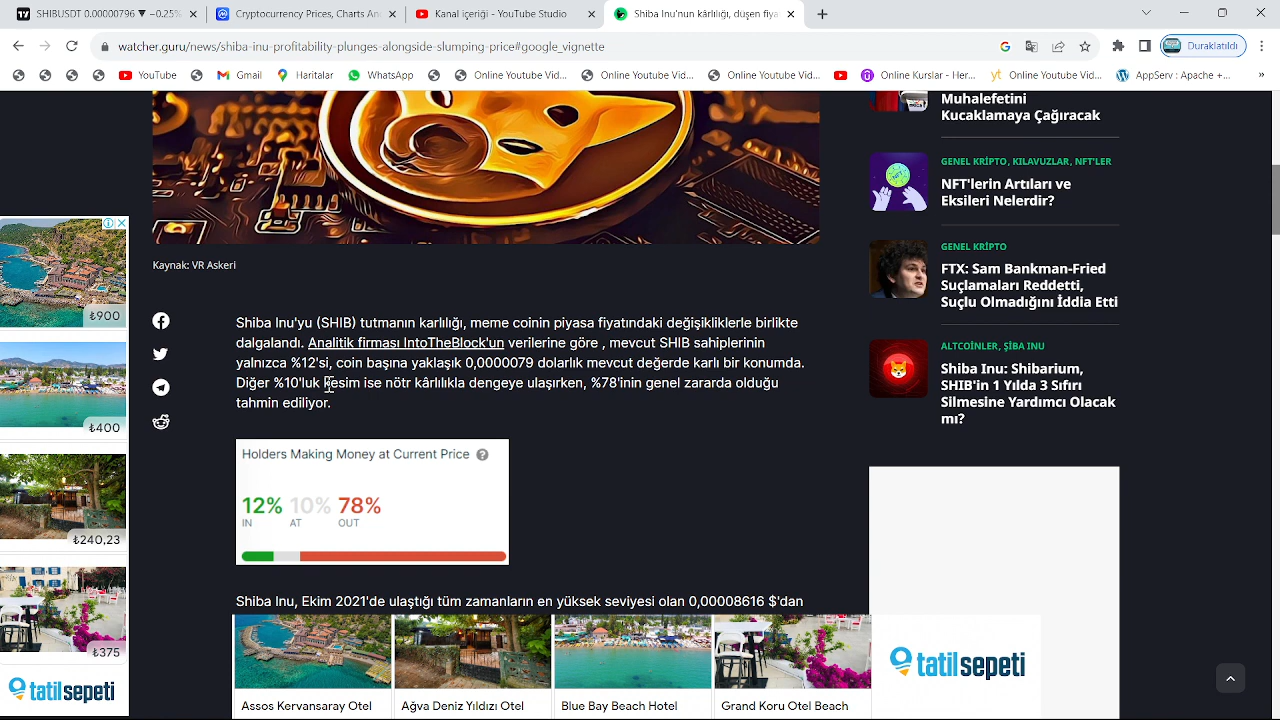 SHIBUSDT 0.00000796 ▼ −0.25%
Cryptocurrency Prices, Charts An
Kanal içeriği - YouTube Studio
Shiba Inu'nun kârlılığı, düşen fiya
watcher.guru/news/shiba-inu-profitability-plunges-alongside-slumping-price#google_vignette
Duraklatıldı
YouTube
Gmail
Haritalar
WhatsApp
Online Youtube Vid...
Online Youtube Vid...
Online Youtube Vid...
Online Kurslar - Her...
Online Youtube Vid...
AppServ : Apache +...
Muhalefetini
Kucaklamaya Çağıracak
GENEL KRİPTO, KILAVUZLAR, NFT'LER
NFT'lerin Artıları ve
Eksileri Nelerdir?
GENEL KRİPTO
FTX: Sam Bankman-Fried
Suçlamaları Reddetti,
Suçlu Olmadığını İddia Etti
ALTCOİNLER, ŞİBA INU
Shiba Inu: Shibarium,
SHIB'in 1 Yılda 3 Sıfırı
Silmesine Yardımcı Olacak
mı?
Kaynak: VR Askeri
Shiba Inu'yu (SHIB) tutmanın karlılığı, meme coinin piyasa fiyatındaki değişikliklerle birlikte
dalgalandı. Analitik firması IntoTheBlock'un verilerine göre , mevcut SHIB sahiplerinin
yalnızca %12'si, coin başına yaklaşık 0,0000079 dolarlık mevcut değerde karlı bir konumda.
Diğer %10'luk kesim ise nötr kârlılıkla dengeye ulaşırken, %78'inin genel zararda olduğu
tahmin ediliyor.
Holders Making Money at Current Price
12% 10% 78%
IN AT OUT
Shiba Inu, Ekim 2021'de ulaştığı tüm zamanların en yüksek seviyesi olan 0,00008616 $'dan
₺900
₺400
₺240,23
₺375
tatilsepeti
Assos Kervansaray Otel
Ağva Deniz Yıldızı Otel
Blue Bay Beach Hotel
Grand Koru Otel Beach
tatilsepeti